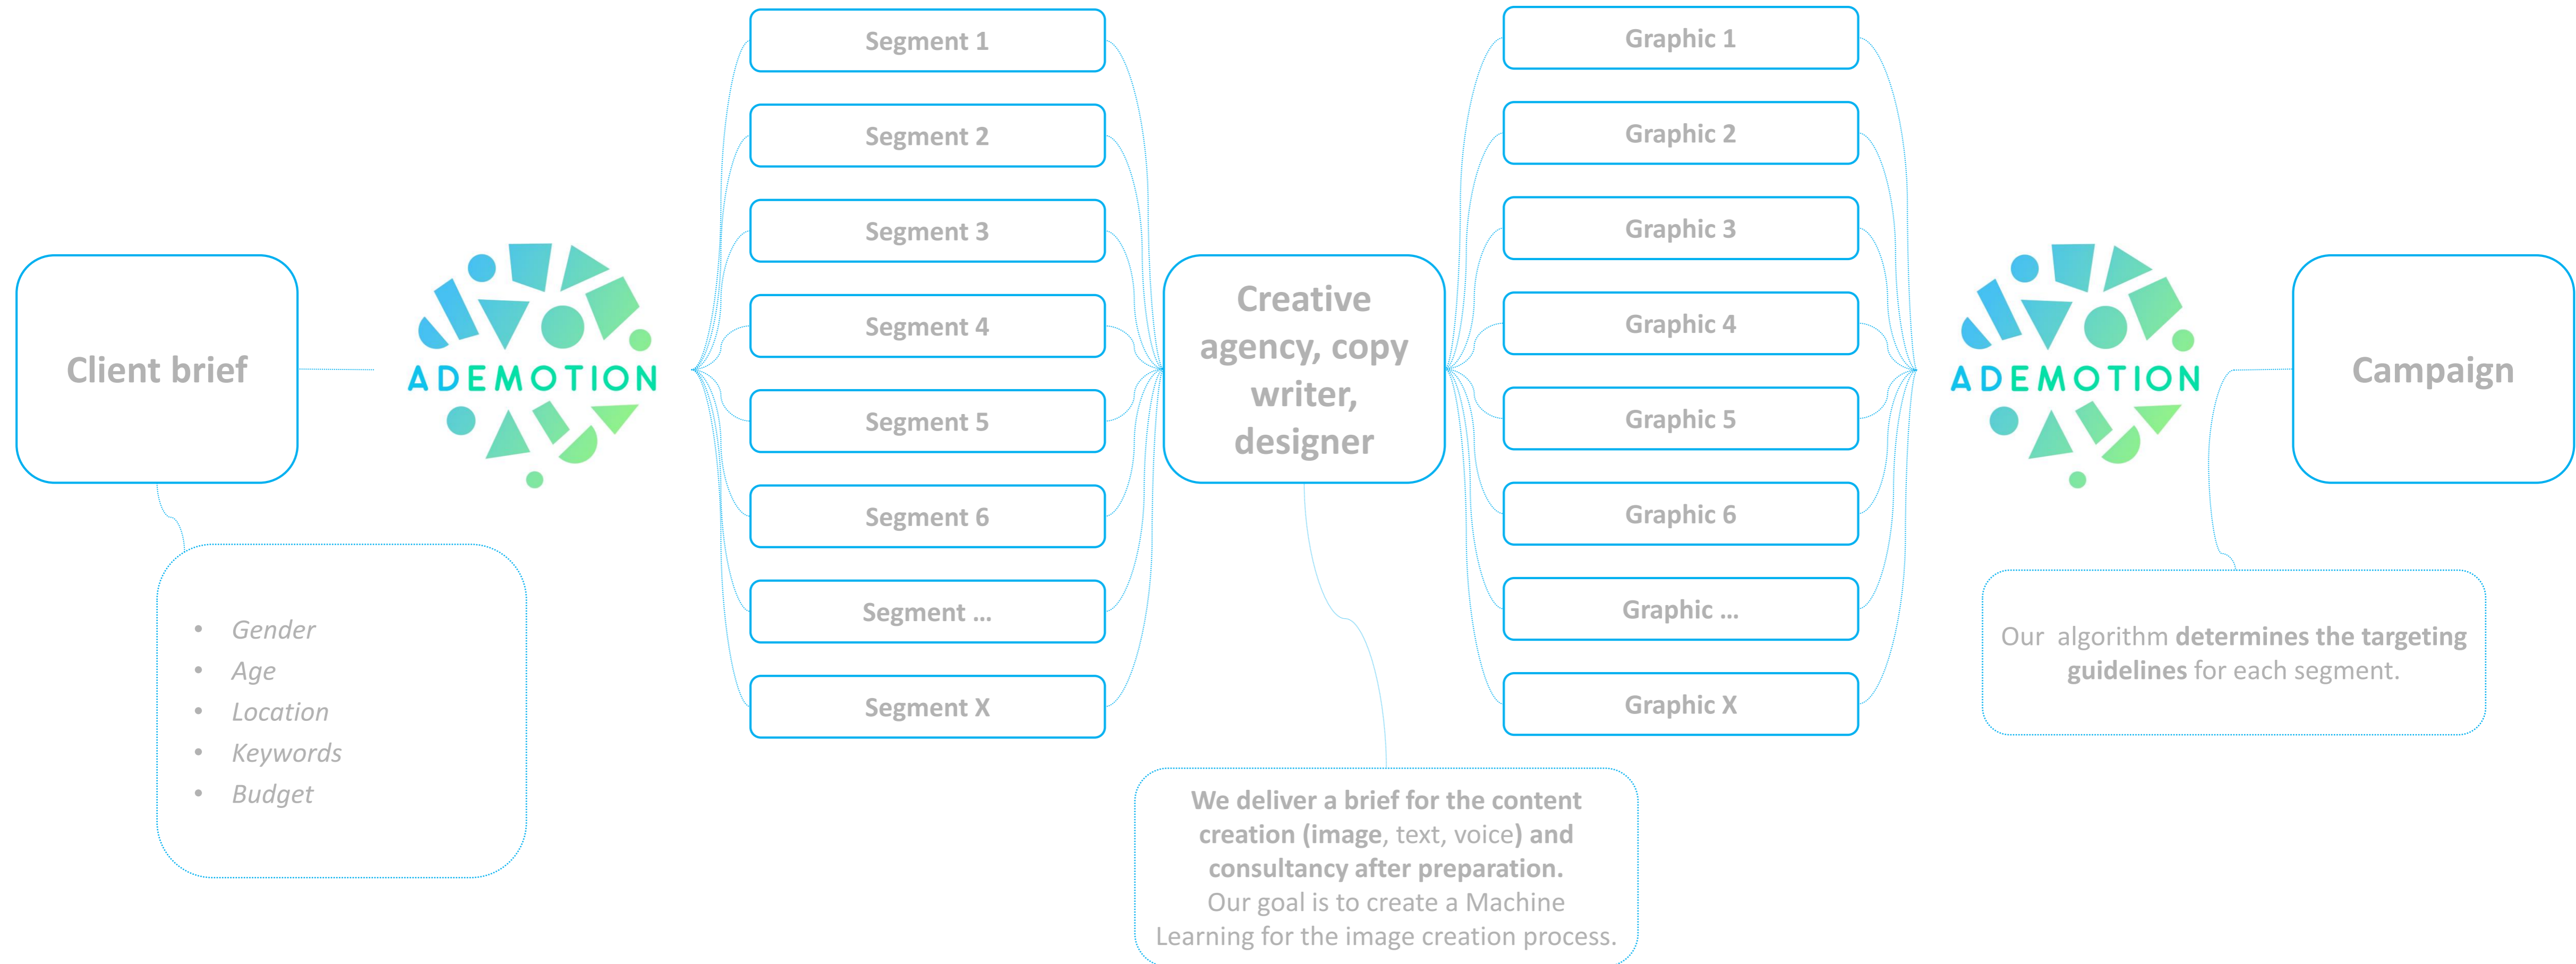 Client brief
• Gender
• Age
• Location
• Keywords
• Budget
ADEMOTION
Segment 1
Segment 2
Segment 3
Segment 4
Segment 5
Segment 6
Segment ...
Segment X
Creative
agency, copy
writer,
designer
We deliver a brief for the content
creation (image, text, voice) and
consultancy after preparation.
Our goal is to create a Machine
Learning for the image creation process.
Graphic 1
Graphic 2
Graphic 3
Graphic 4
Graphic 5
Graphic 6
Graphic ...
Graphic X
ADEMOTION
Our algorithm determines the targeting
guidelines for each segment.
Campaign